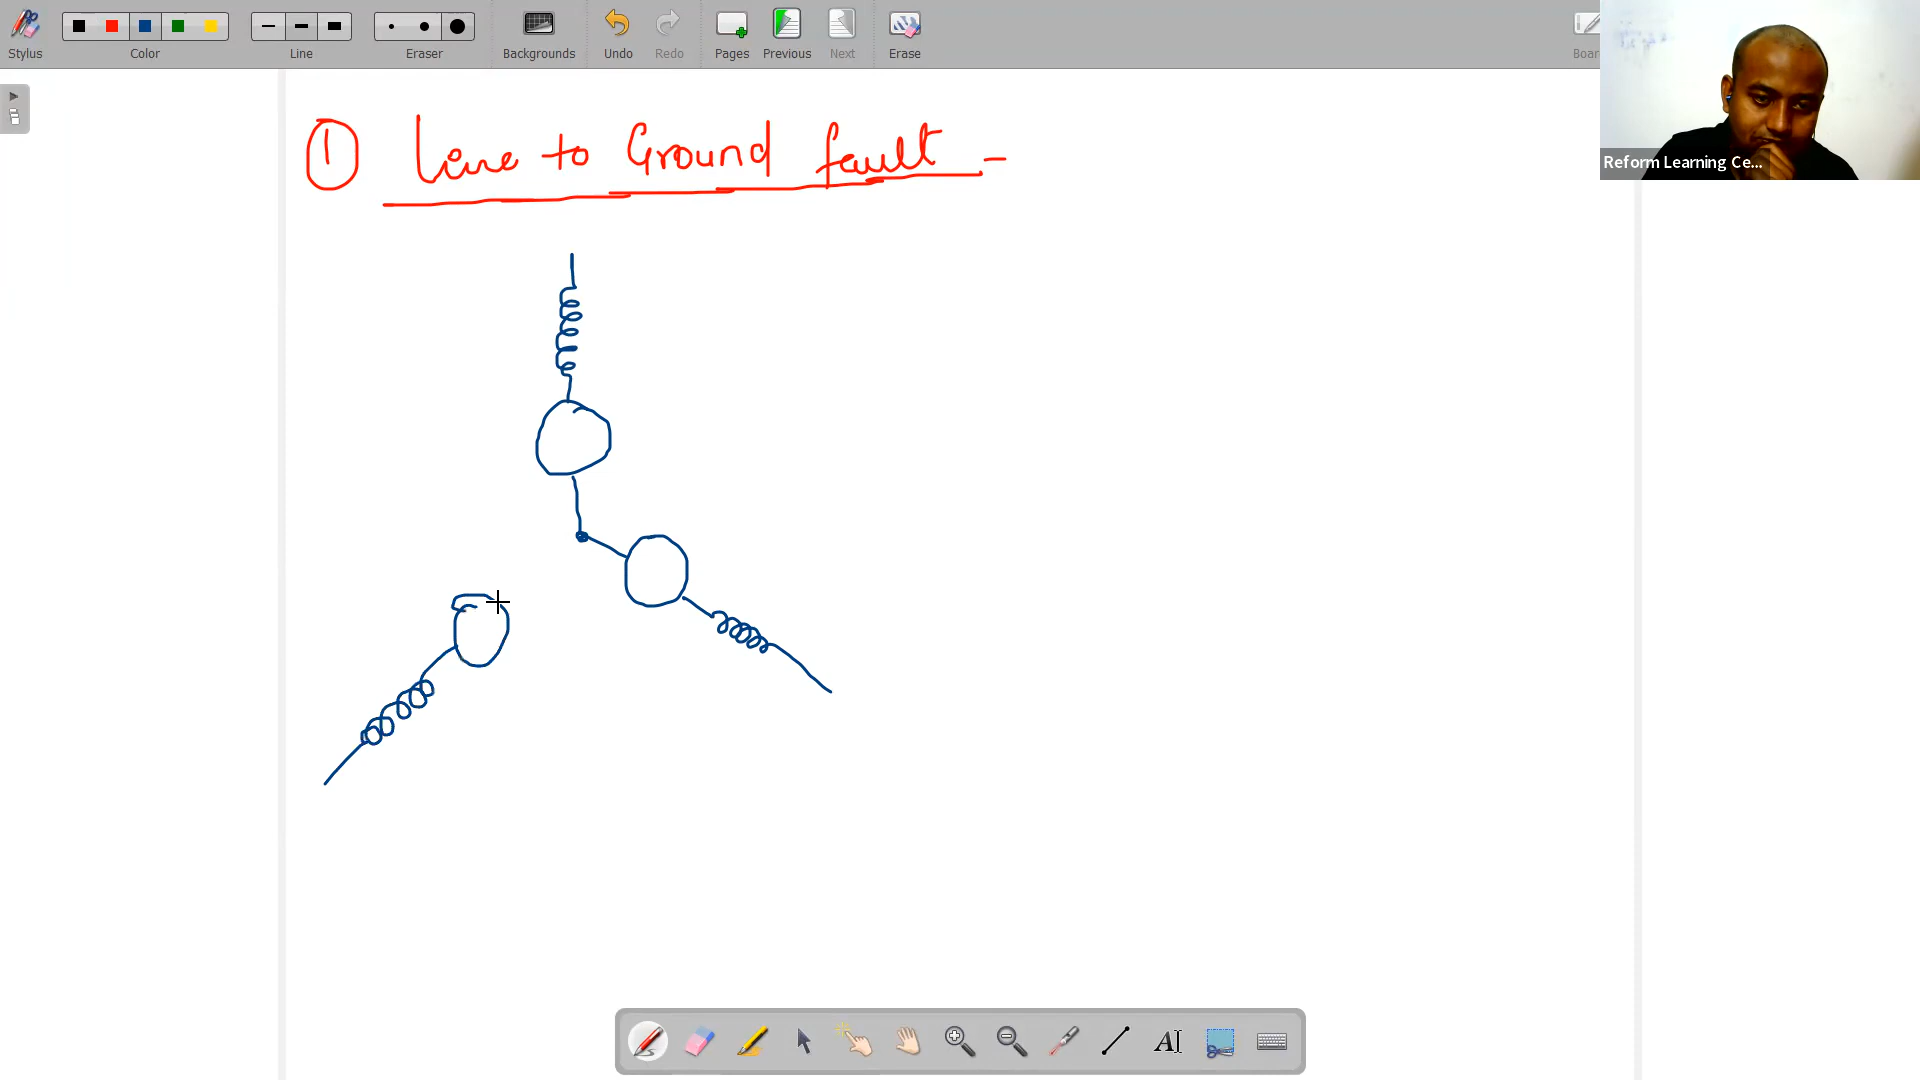 Stylus
Color
Line
Eraser
Backgrounds
Undo
Redo
Pages
Previous
Next
Erase
Boar
Reform Learning Ce...
① Line to Ground fault -
A